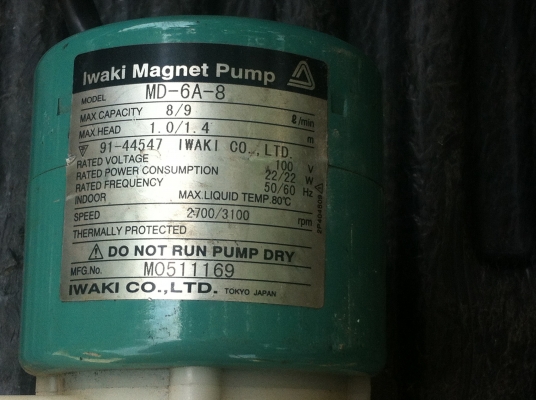 Iwaki Magnet Pump
MODEL MD-6A-8
MAX.CAPACITY 8/9 ℓ/min
MAX.HEAD 1.0/1.4 m
91-44547 IWAKI CO.,LTD.
RATED VOLTAGE 100 V
RATED POWER CONSUMPTION 22/22 W
RATED FREQUENCY 50/60 Hz
INDOOR MAX.LIQUID TEMP.80℃
SPEED 2700/3100 rpm
THERMALLY PROTECTED
⚠ DO NOT RUN PUMP DRY
MFG.No. MO511169
IWAKI CO.,LTD. TOKYO JAPAN